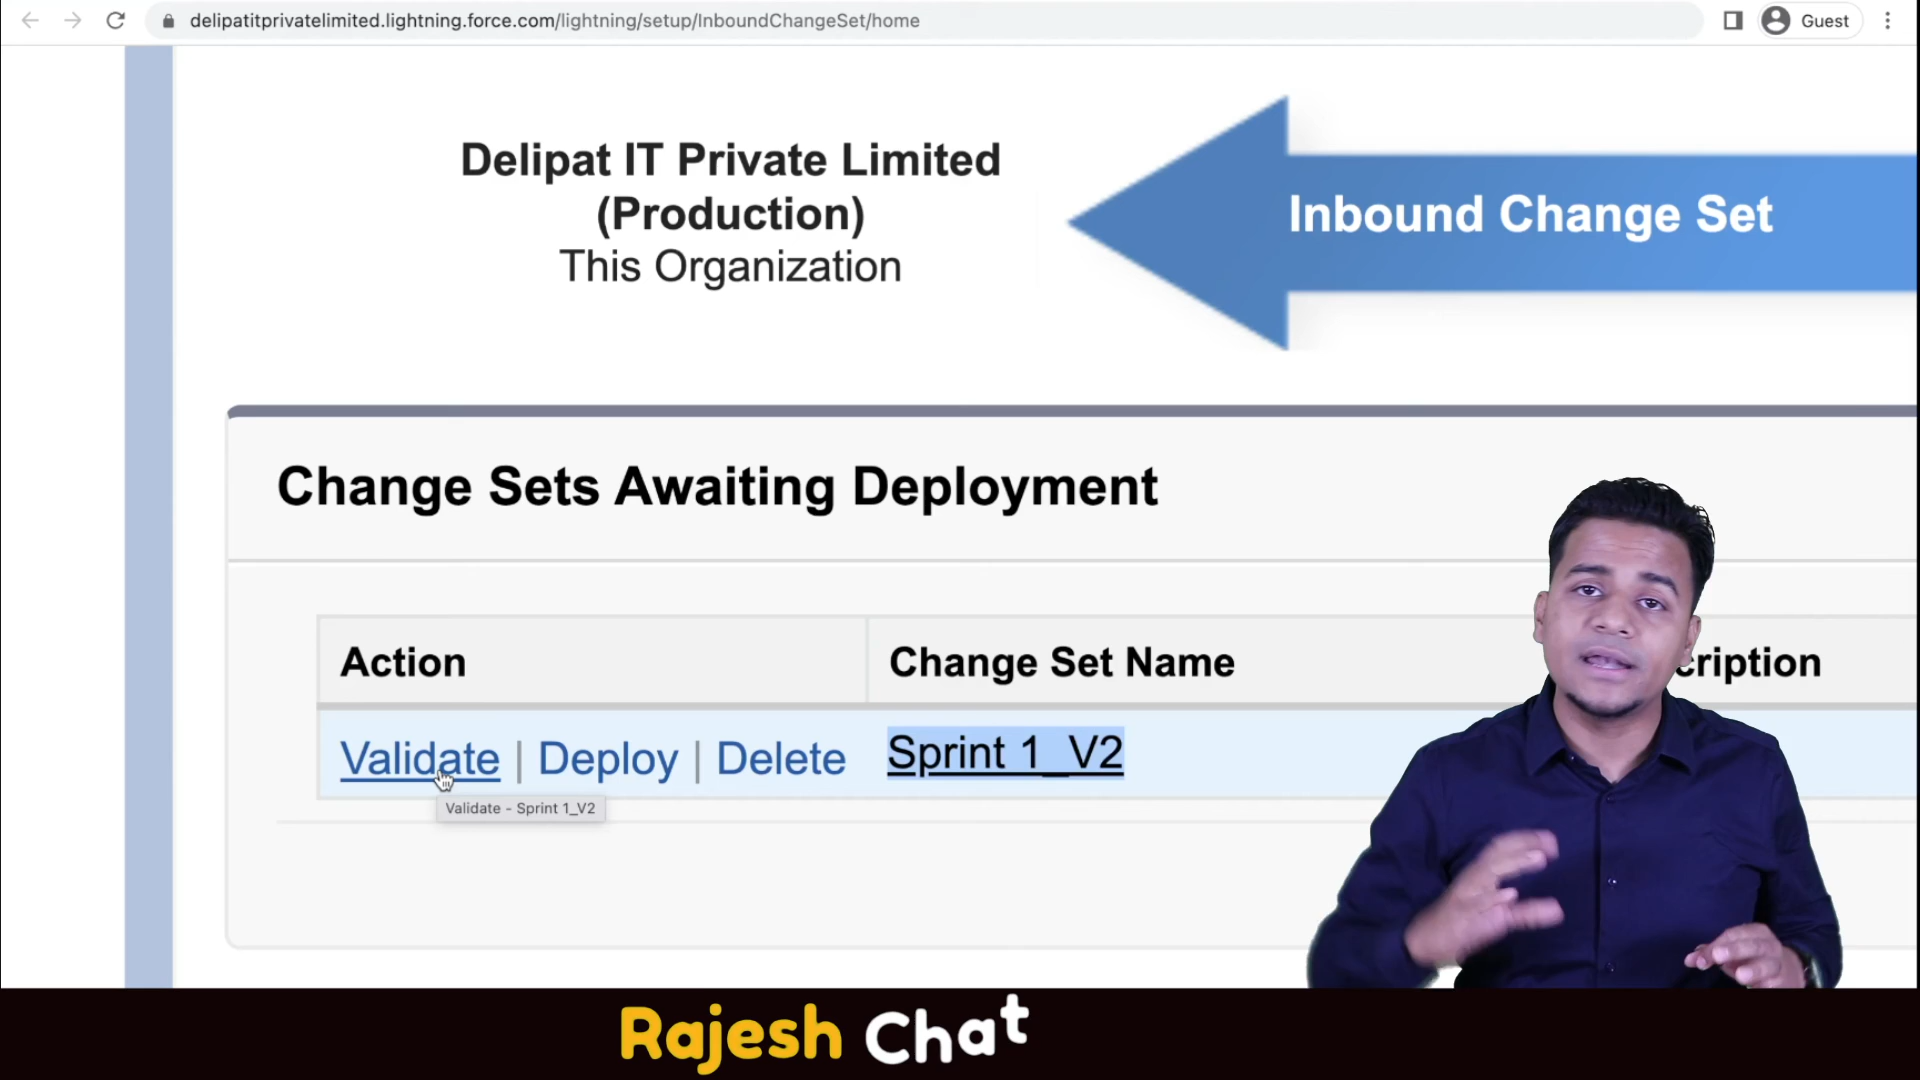 delipatitprivatelimited.lightning.force.com/lightning/setup/InboundChangeSet/home
Guest
Delipat IT Private Limited
(Production)
This Organization
Inbound Change Set
Change Sets Awaiting Deployment
Action
Change Set Name
cription
Validate | Deploy | Delete
Sprint 1_V2
Validate - Sprint 1_V2
Rajesh Chat